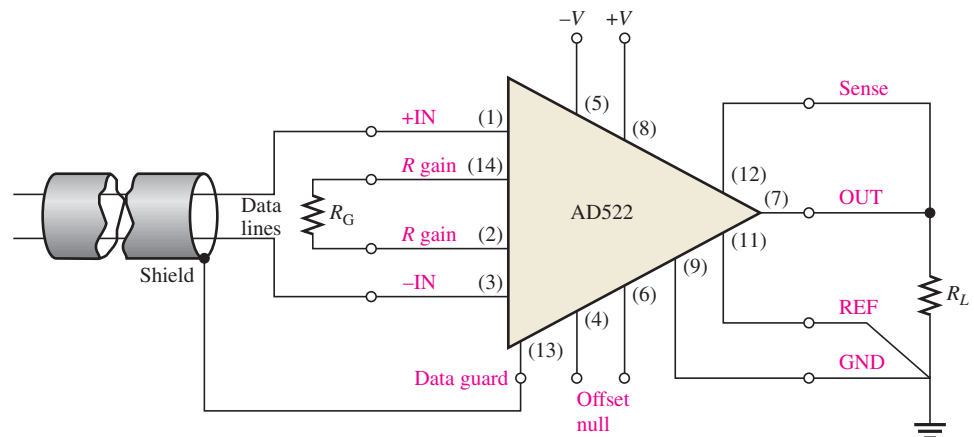 –V
+V
Sense
+IN
(1)
(5)
(8)
R gain
(14)
(12)
Data
lines
RG
AD522
(7)
OUT
R gain
(2)
(11)
(9)
Shield
–IN
(3)
(6)
RL
(4)
REF
(13)
GND
Data guard
Offset
null